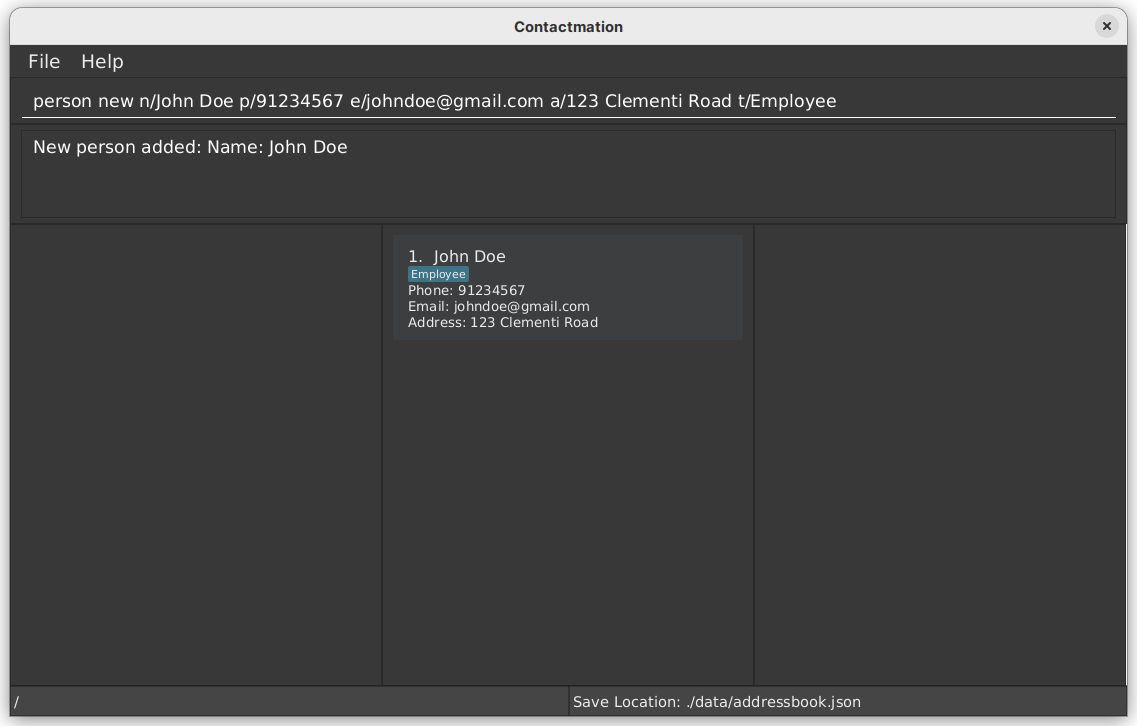 Contactmation
File Help
person new n/John Doe p/91234567 e/johndoe@gmail.com a/123 Clementi Road t/Employee
New person added: Name: John Doe
1. John Doe
Employee
Phone: 91234567
Email: johndoe@gmail.com
Address: 123 Clementi Road
/
Save Location: ./data/addressbook.json